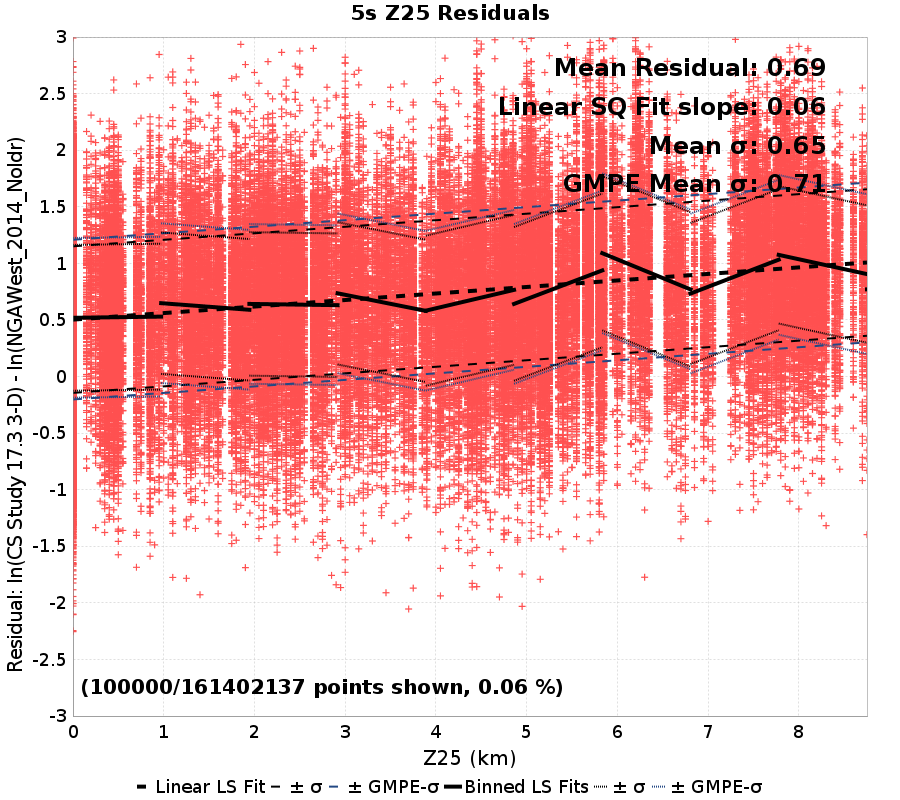 5s Z25 Residuals
Mean Residual: 0.69
Linear SQ Fit slope: 0.06
Mean σ: 0.65
GMPE Mean σ: 0.71
Residual: ln(CS Study 17.3 3-D) - ln(NGAWest_2014_NoIdr)
3
2.5
2
1.5
1
0.5
0
-0.5
-1
-1.5
-2
-2.5
-3
(100000/161402137 points shown, 0.06 %)
0 1 2 3 4 5 6 7 8
Z25 (km)
Linear LS Fit ± σ ± GMPE-σ Binned LS Fits ± σ ± GMPE-σ